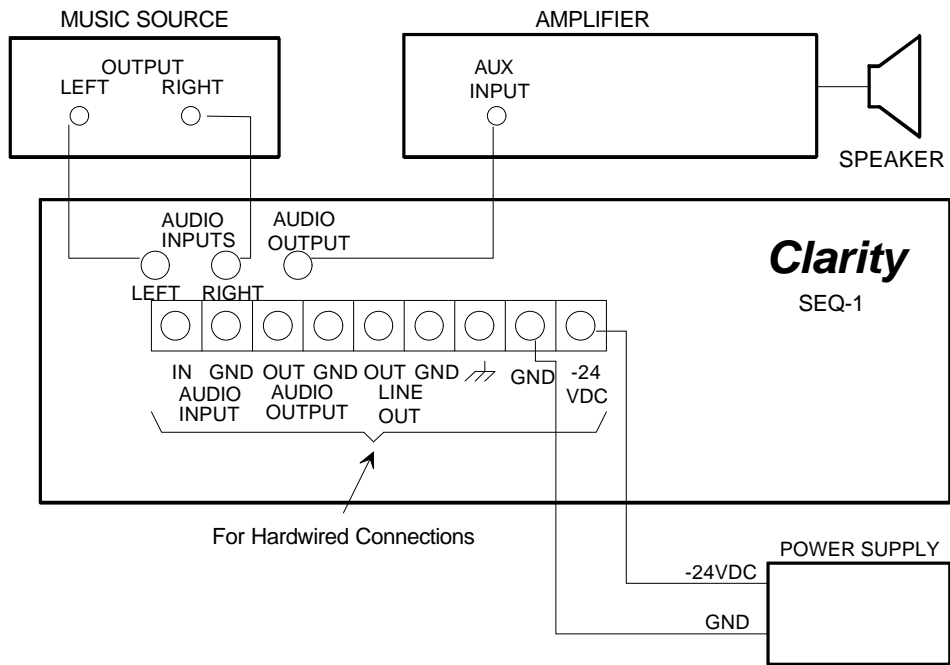 MUSIC SOURCE
OUTPUT
LEFT RIGHT
AMPLIFIER
AUX
INPUT
SPEAKER
AUDIO
INPUTS
AUDIO
OUTPUT
LEFT RIGHT
Clarity
SEQ-1
IN GND OUT GND OUT GND GND -24
VDC
AUDIO
INPUT
AUDIO
OUTPUT
LINE
OUT
For Hardwired Connections
POWER SUPPLY
-24VDC
GND